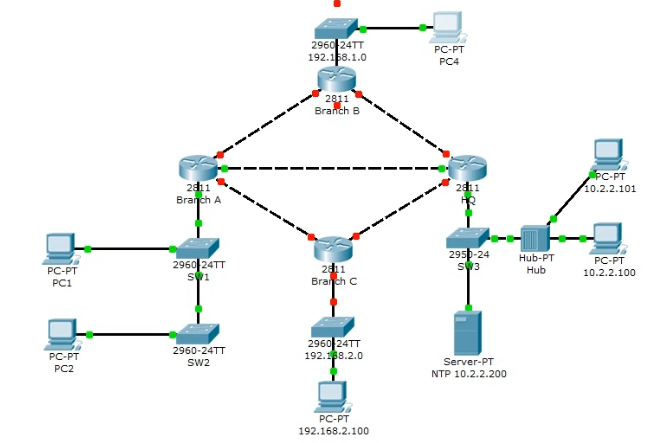 2960-24TT
192.168.1.0
PC-PT
PC4
2811
Branch B
2811
Branch A
2811
HQ
PC-PT
10.2.2.101
PC-PT
PC1
2960-24TT
SW1
2811
Branch C
2950-24
SW3
Hub-PT
Hub
PC-PT
10.2.2.100
PC-PT
PC2
2960-24TT
SW2
2960-24TT
192.168.2.0
Server-PT
NTP 10.2.2.200
PC-PT
192.168.2.100